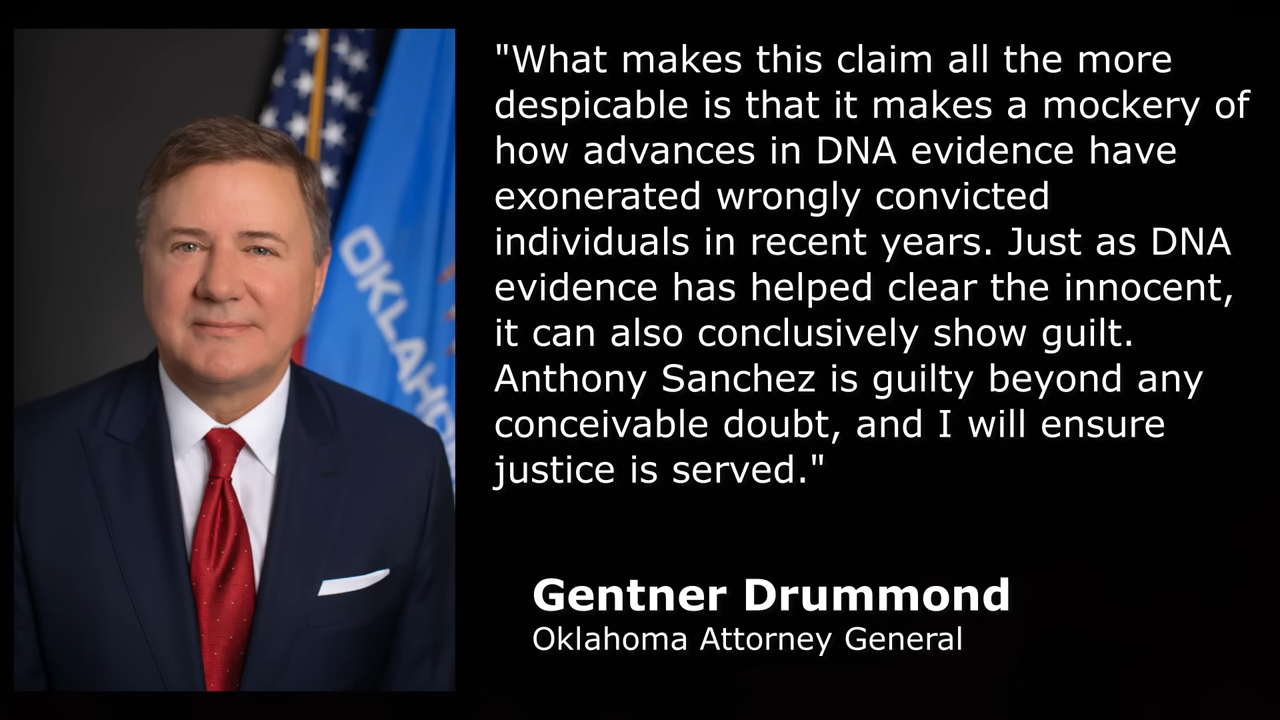 OKLAHO
"What makes this claim all the more
despicable is that it makes a mockery of
how advances in DNA evidence have
exonerated wrongly convicted
individuals in recent years. Just as DNA
evidence has helped clear the innocent,
it can also conclusively show guilt.
Anthony Sanchez is guilty beyond any
conceivable doubt, and I will ensure
justice is served."
Gentner Drummond
Oklahoma Attorney General